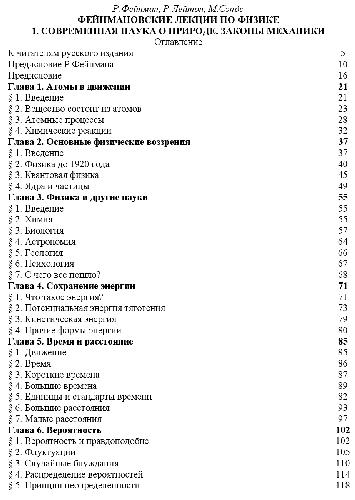 Р.Фейнман, Р.Лейтон, М.Сэндс
ФЕЙНМАНОВСКИЕ ЛЕКЦИИ ПО ФИЗИКЕ
1. СОВРЕМЕННАЯ НАУКА О ПРИРОДЕ. ЗАКОНЫ МЕХАНИКИ
Оглавление
К читателям русского издания 5
Предисловие Р.Фейнмана 10
Предисловие 16
Глава 1. Атомы в движении 21
§ 1. Введение 21
§ 2. Вещество состоит из атомов 23
§ 3. Атомные процессы 28
§ 4. Химические реакции 32
Глава 2. Основные физические воззрения 37
§ 1. Введение 37
§ 2. Физика до 1920 года 40
§ 3. Квантовая физика 45
§ 4. Ядра и частицы 49
Глава 3. Физика и другие науки 55
§ 1. Введение 55
§ 2. Химия 55
§ 3. Биология 57
§ 4. Астрономия 64
§ 5. Геология 66
§ 6. Психология 67
§ 7. С чего все пошло? 68
Глава 4. Сохранение энергии 71
§ 1. Что такое энергия? 71
§ 2. Потенциальная энергия тяготения 73
§ 3. Кинетическая энергия 79
§ 4. Прочие формы энергии 80
Глава 5. Время и расстояние 85
§ 1. Движение 85
§ 2. Время 86
§ 3. Короткие времена 87
§ 4. Большие времена 89
§ 5. Единицы и стандарты времени 82
§ 6. Большие расстояния 93
§ 7. Малые расстояния 97
Глава 6. Вероятность 102
§ 1. Вероятность и правдоподобие 102
§ 2. Флуктуации 105
§ 3. Случайные блуждания 110
§ 4. Распределение вероятностей 114
§ 5. Принцип неопределенности 118